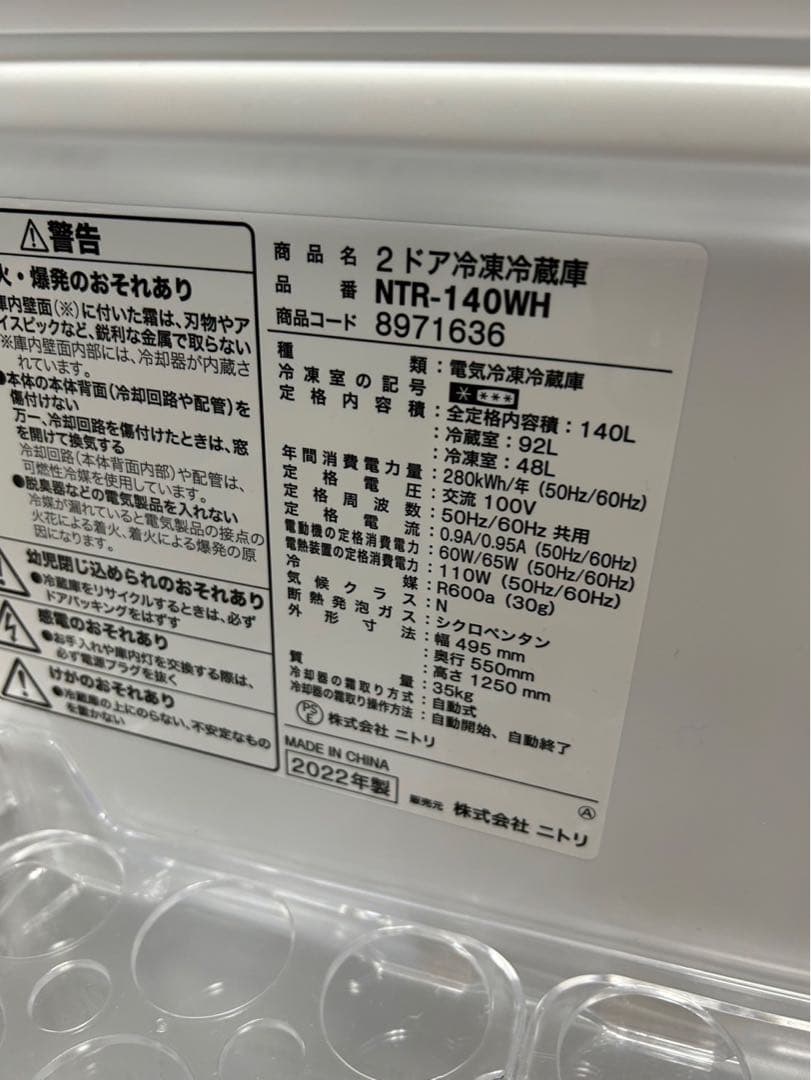 警告
火・爆発のおそれあり
庫内壁面(※)に付いた霜は、刃物やア
イスピックなど、鋭利な金属で取らない
※庫内壁面内部には、冷却器が内蔵さ
れています。
●本体の本体背面(冷却回路や配管)を
傷付けない
万一、冷却回路を傷付けたときは、窓
を開けて換気する
冷却回路(本体背面内部)や配管は、
可燃性冷媒を使用しています。
●脱臭器などの電気製品を入れない
冷媒が漏れていると電気製品の接点の
火花による着火、着火による爆発の原
因になります。
幼児閉じ込められのおそれあり
●冷蔵庫をリサイクルするときは、必ず
ドアパッキングをはずす
感電のおそれあり
●お手入れや庫内灯を交換する際は、
必ず電源プラグを抜く
けがのおそれあり
●冷蔵庫の上にのらない、不安定なもの
を置かない
商品名 2ドア冷凍冷蔵庫
品番 NTR-140WH
商品コード 8971636
種類:電気冷凍冷蔵庫
冷凍室の記号:* ***
定格内容積:全定格内容積:140L
:冷蔵室:92L
:冷凍室:48L
年間消費電力量:280kWh/年(50Hz/60Hz)
定格電圧:交流 100V
定格周波数:50Hz/60Hz 共用
定格電流:0.9A/0.95A(50Hz/60Hz)
電動機の定格消費電力:60W/65W(50Hz/60Hz)
電熱装置の定格消費電力:110W(50Hz/60Hz)
冷媒:R600a(30g)
気候クラス:N
断熱発泡ガス:シクロペンタン
外形寸法:幅 495 mm
:奥行 550mm
:高さ 1250 mm
質量:35kg
冷却器の霜取り方式:自動式
冷却器の霜取り操作方法:自動開始、自動終了
PSE 株式会社 ニトリ
MADE IN CHINA
2022年製
販売元 株式会社 ニトリ
Ⓐ